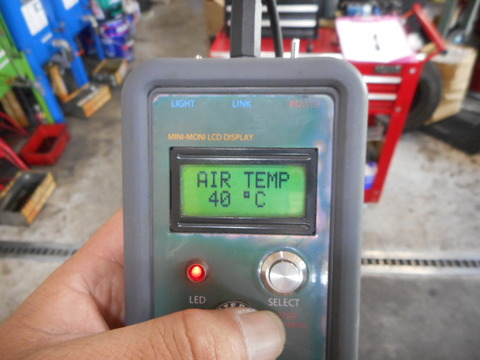 LIGHT LINK POWER
MINI-MONI LCD DISPLAY
AIR TEMP
40 °C
LED SELECT